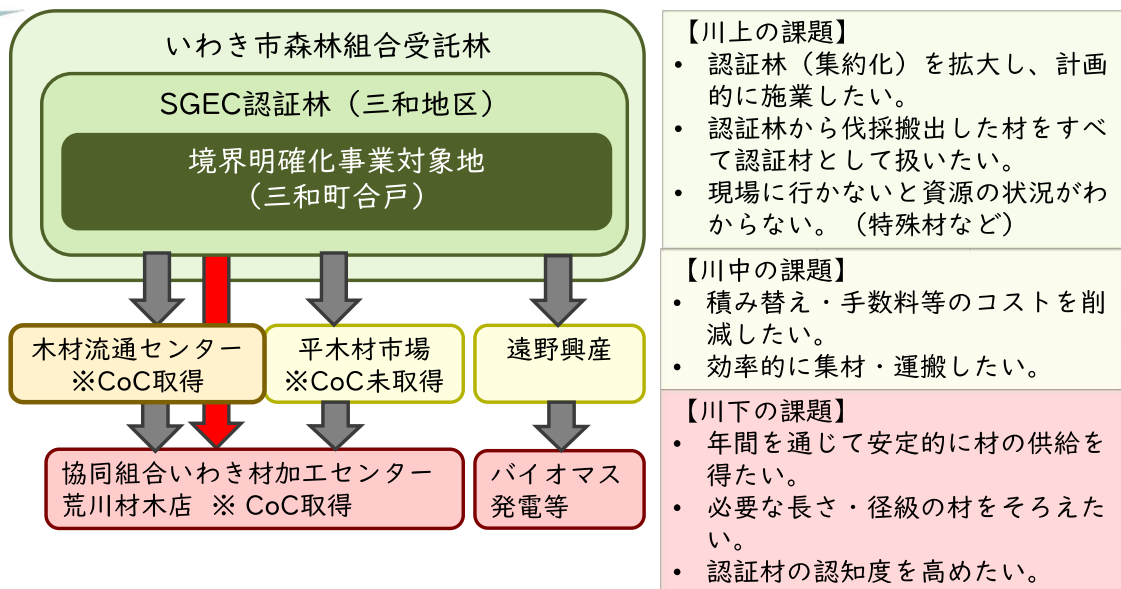 いわき市森林組合受託林
SGEC認証林（三和地区）
境界明確化事業対象地
（三和町合戸）
木材流通センター
※CoC取得
平木材市場
※CoC未取得
遠野興産
協同組合いわき材加工センター
荒川材木店 ※ CoC取得
バイオマス
発電等
【川上の課題】
• 認証林（集約化）を拡大し、計画
的に施業したい。
• 認証林から伐採搬出した材をすべ
て認証材として扱いたい。
• 現場に行かないと資源の状況がわ
からない。（特殊材など）
【川中の課題】
• 積み替え・手数料等のコストを削
減したい。
• 効率的に集材・運搬したい。
【川下の課題】
• 年間を通じて安定的に材の供給を
得たい。
• 必要な長さ・径級の材をそろえた
い。
• 認証材の認知度を高めたい。